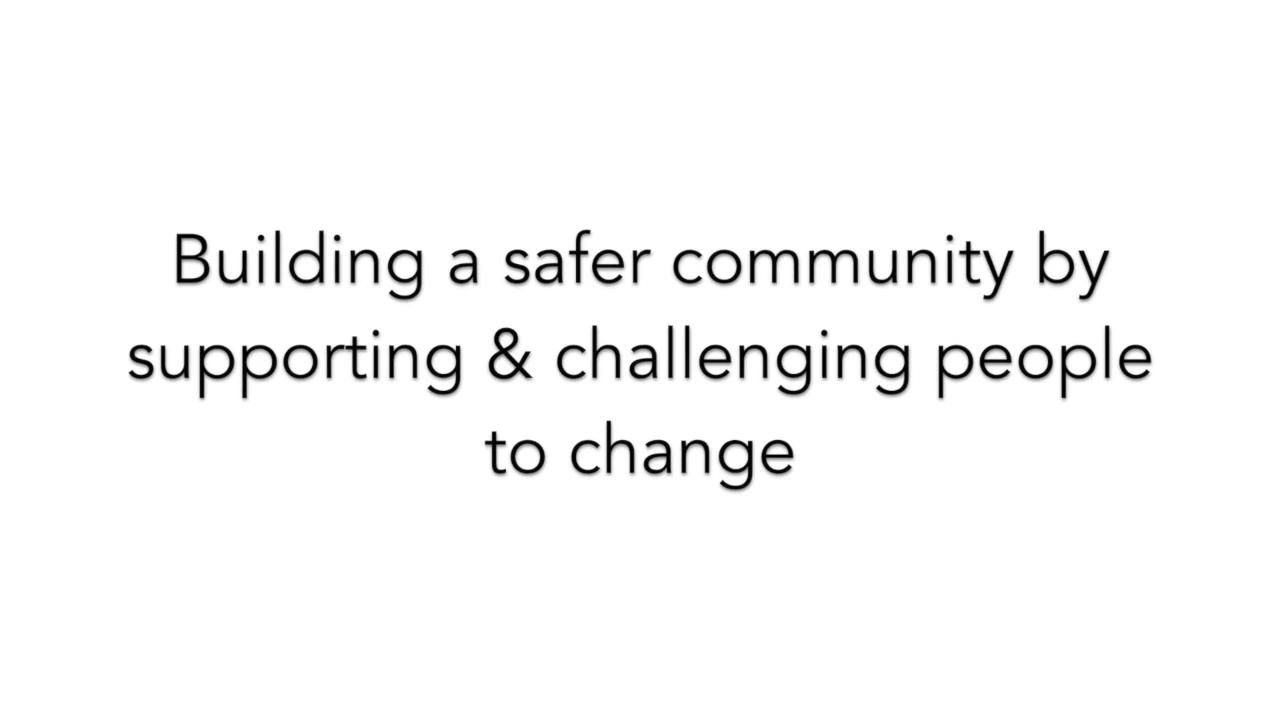 Building a safer community by
supporting & challenging people
to change